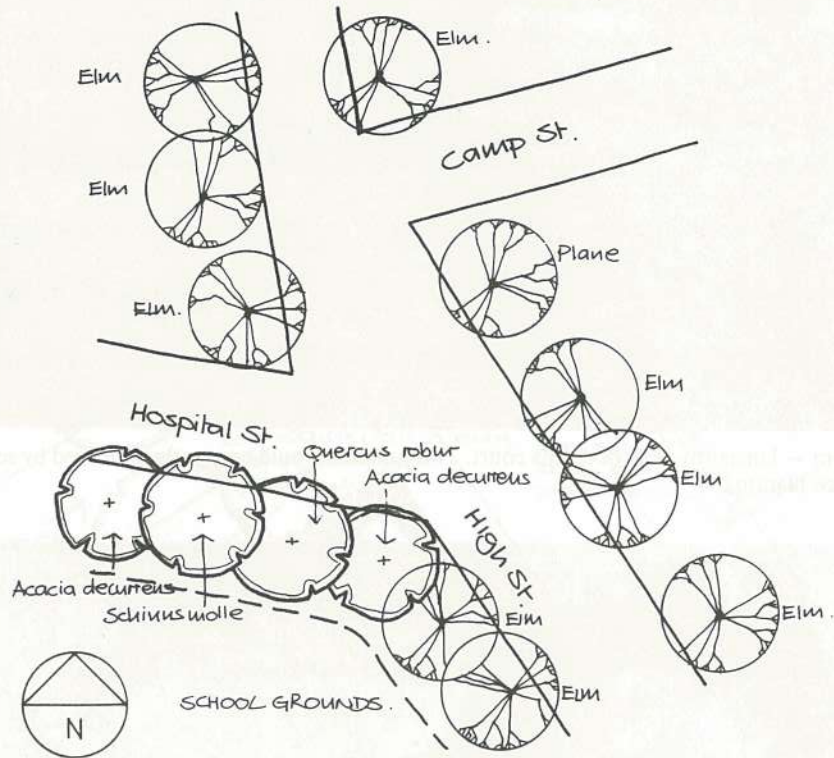 Elm
Elm.
Elm
Camp St.
Plane
Elm.
Elm
Hospital St.
Quercus robur
Acacia decurrens
Elm
High St.
Acacia decurrens
Schinus molle
Elm
Elm.
N
SCHOOL GROUNDS.
Elm